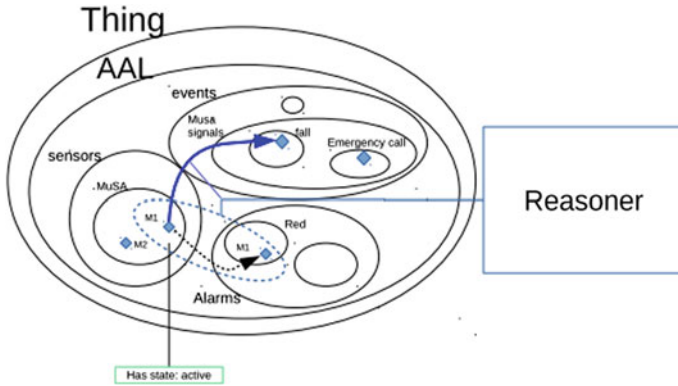 Thing
AAL
events
Musa
signals
fall
Emergency call
sensors
MuSA
M1
M2
Red
M1
Alarms
Reasoner
Has state: active